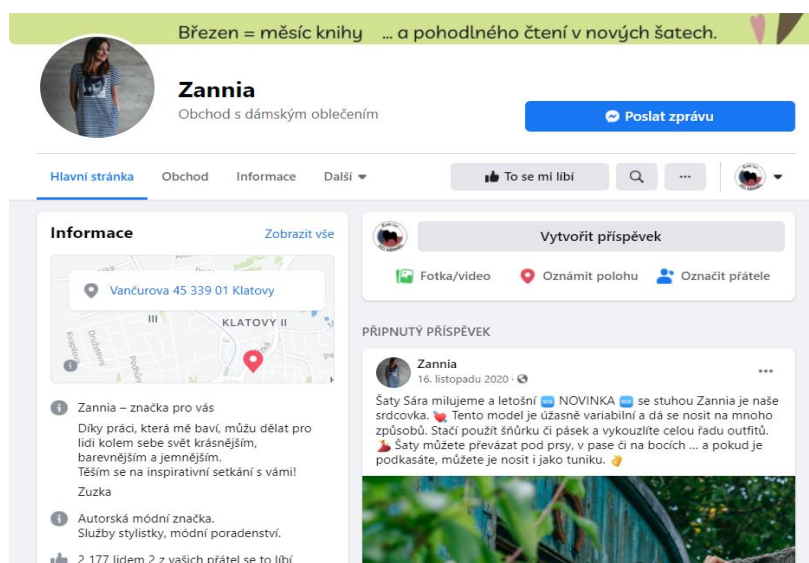 Březen = měsíc knihy ... a pohodlného čtení v nových šatech.
Zannia
Obchod s dámským oblečením
Poslat zprávu
Hlavní stránka
Obchod
Informace
Další
To se mi líbí
Informace
Zobrazit vše
Vančurova 45 339 01 Klatovy
III
KLATOVY II
Družstevní
Zannia – značka pro vás
Díky práci, která mě baví, můžu dělat pro
lidi kolem sebe svět krásnějším,
barevnějším a jemnějším.
Těším se na inspirativní setkání s vámi!
Zuzka
Autorská módní značka.
Služby stylistky, módní poradenství.
2 177 lidem 2 z vašich přátel se to líbí
Vytvořit příspěvek
Fotka/video
Oznámit polohu
Označit přátele
PŘIPNUTÝ PŘÍSPĚVEK
Zannia
16. listopadu 2020 ·
Šaty Sára milujeme a letošní 🆕 NOVINKA 🆕 se stuhou Zannia je naše
srdcovka. 💘 Tento model je úžasně variabilní a dá se nosit na mnoho
způsobů. Stačí použít šňůrku či pásek a vykouzlíte celou řadu outfitů.
💃 Šaty můžete převázat pod prsy, v pase či na bocích ... a pokud je
podkasáte, můžete je nosit i jako tuniku. 👌